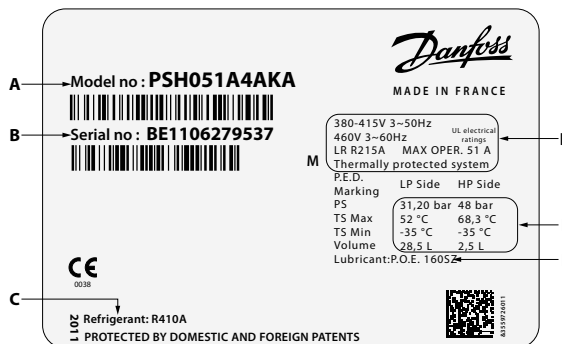 Danfoss
MADE IN FRANCE
A
Model no : PSH051A4AKA
B
Serial no : BE1106279537
380-415V 3~50Hz
460V 3~60Hz
UL electrical ratings
LR R215A MAX OPER. 51 A
M
Thermally protected system
P.E.D.
Marking LP Side HP Side
PS 31,20 bar 48 bar
TS Max 52 °C 68,3 °C
TS Min -35 °C -35 °C
Volume 28,5 L 2,5 L
Lubricant:P.O.E. 160SZ
CE
0038
C
Refrigerant: R410A
2011
PROTECTED BY DOMESTIC AND FOREIGN PATENTS